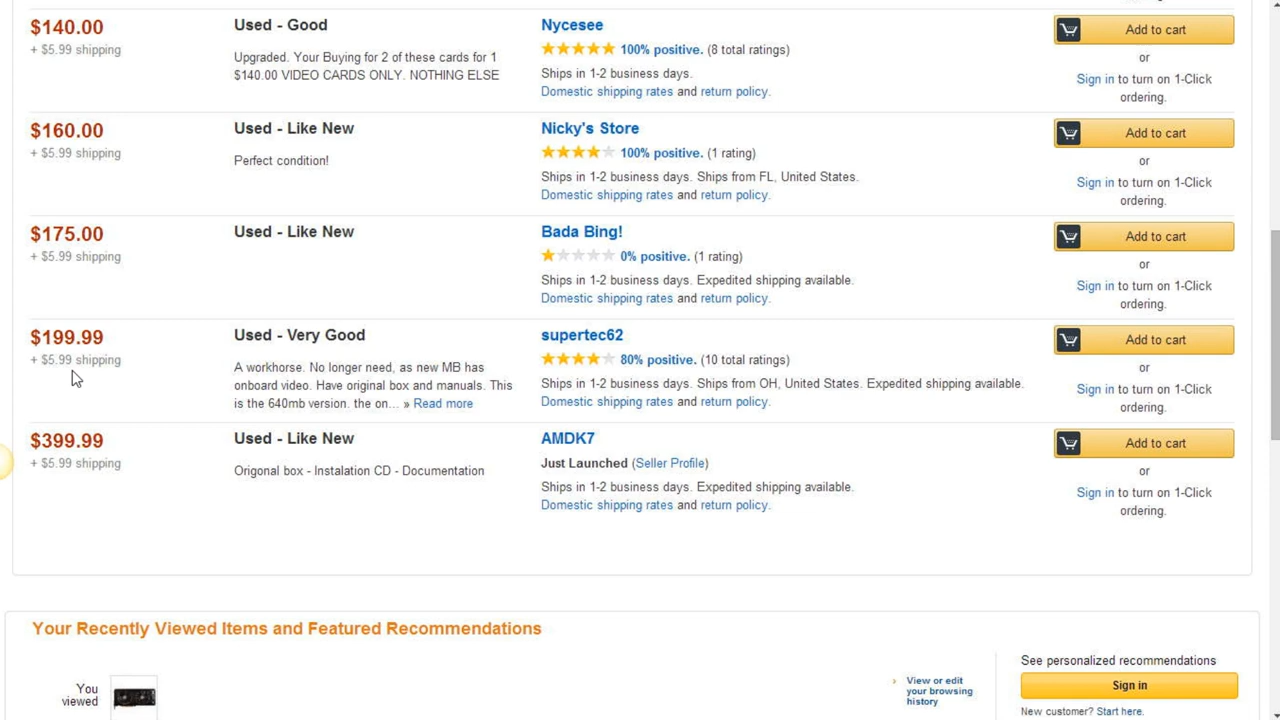 $140.00
+ $5.99 shipping
Used - Good
Upgraded. Your Buying for 2 of these cards for 1
$140.00 VIDEO CARDS ONLY. NOTHING ELSE
Nycesee
100% positive. (8 total ratings)
Ships in 1-2 business days.
Domestic shipping rates and return policy.
Add to cart
or
Sign in to turn on 1-Click
ordering.
$160.00
+ $5.99 shipping
Used - Like New
Perfect condition!
Nicky's Store
100% positive. (1 rating)
Ships in 1-2 business days. Ships from FL, United States.
Domestic shipping rates and return policy.
Add to cart
or
Sign in to turn on 1-Click
ordering.
$175.00
+ $5.99 shipping
Used - Like New
Bada Bing!
0% positive. (1 rating)
Ships in 1-2 business days. Expedited shipping available.
Domestic shipping rates and return policy.
Add to cart
or
Sign in to turn on 1-Click
ordering.
$199.99
+ $5.99 shipping
Used - Very Good
A workhorse. No longer need, as new MB has
onboard video. Have original box and manuals. This
is the 640mb version. the on... » Read more
supertec62
80% positive. (10 total ratings)
Ships in 1-2 business days. Ships from OH, United States. Expedited shipping available.
Domestic shipping rates and return policy.
Add to cart
or
Sign in to turn on 1-Click
ordering.
$399.99
+ $5.99 shipping
Used - Like New
Origonal box - Instalation CD - Documentation
AMDK7
Just Launched (Seller Profile)
Ships in 1-2 business days. Expedited shipping available.
Domestic shipping rates and return policy.
Add to cart
or
Sign in to turn on 1-Click
ordering.
Your Recently Viewed Items and Featured Recommendations
You
viewed
› View or edit
your browsing
history
See personalized recommendations
Sign in
New customer? Start here.